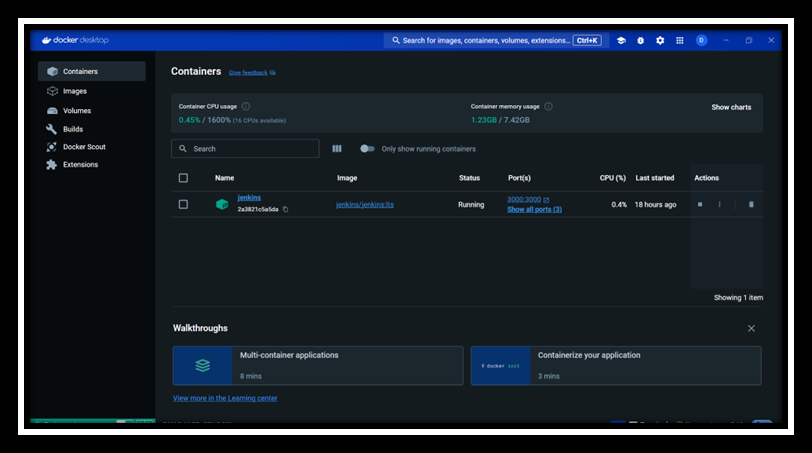 docker desktop
Search for images, containers, volumes, extensions... Ctrl+K
D
Containers
Images
Volumes
Builds
Docker Scout
Extensions
Containers Give feedback
Container CPU usage
0.45% / 1600% (16 CPUs available)
Container memory usage
1.23GB / 7.42GB
Show charts
Search
Only show running containers
Name Image Status Port(s) CPU (%) Last started Actions
jenkins
2a3821c5a5da
jenkins/jenkins:lts
Running
3000:3000
Show all ports (3)
0.4%
18 hours ago
Showing 1 item
Walkthroughs
Multi-container applications
8 mins
docker init
Containerize your application
3 mins
View more in the Learning center